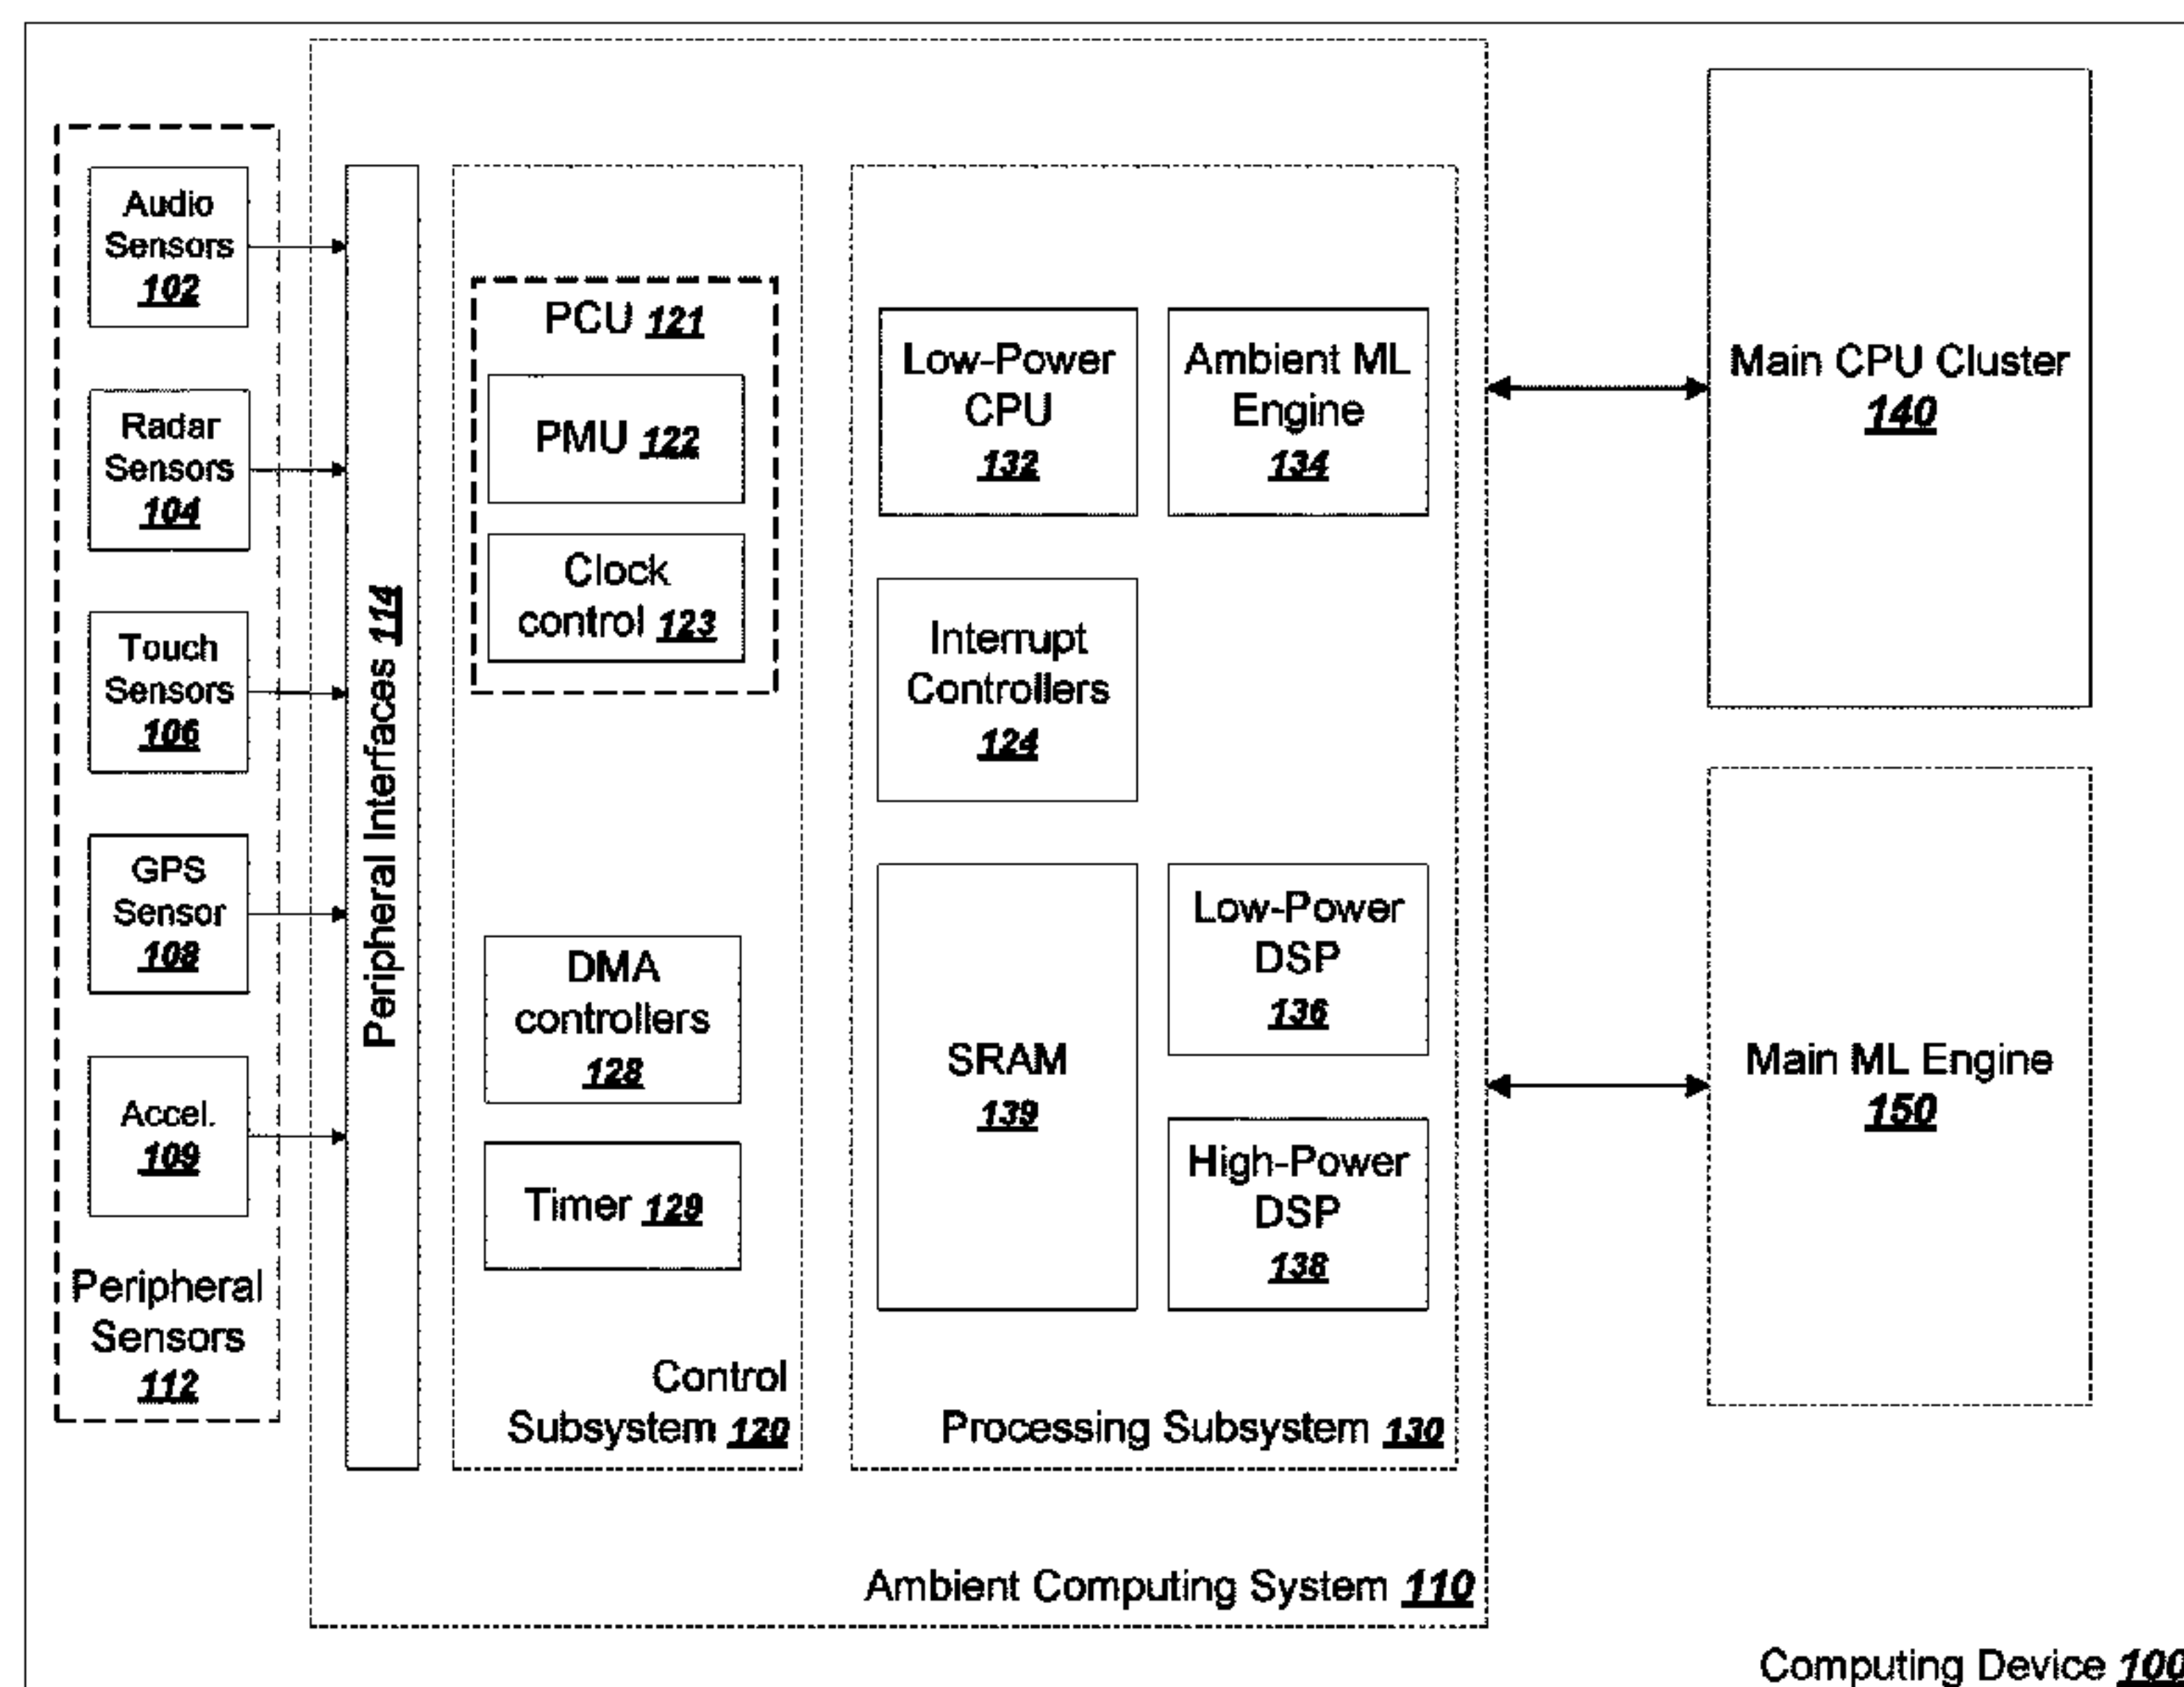 Audio
Sensors
102
Radar
Sensors
104
Touch
Sensors
106
GPS
Sensor
108
Accel.
109
Peripheral
Sensors
112
Peripheral Interfaces 114
PCU 121
PMU 122
Clock
control 123
DMA
controllers
128
Timer 129
Control
Subsystem 120
Low-Power
CPU
132
Ambient ML
Engine
134
Interrupt
Controllers
124
SRAM
139
Low-Power
DSP
136
High-Power
DSP
138
Processing Subsystem 130
Ambient Computing System 110
Main CPU Cluster
140
Main ML Engine
150
Computing Device 100